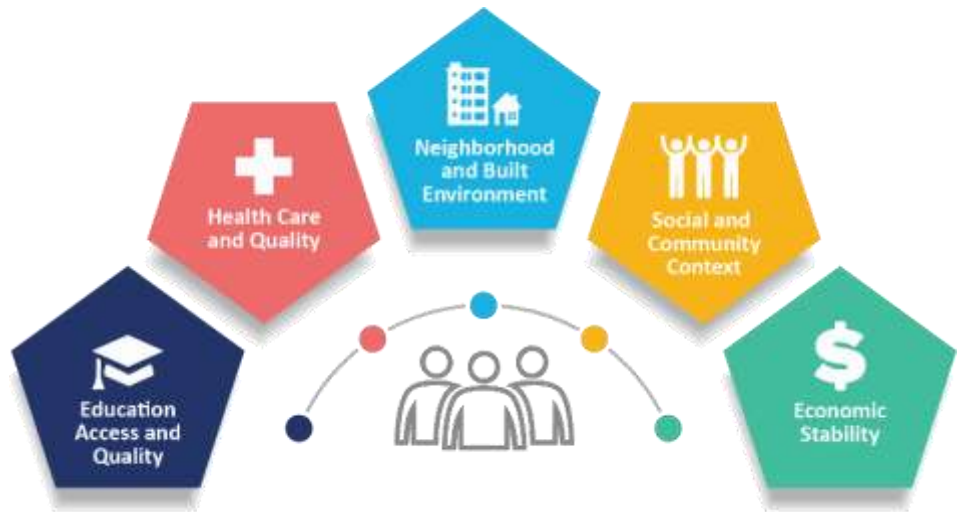 Education
Access and
Quality
Health Care
and Quality
Neighborhood
and Built
Environment
Social and
Community
Context
$
Economic
Stability